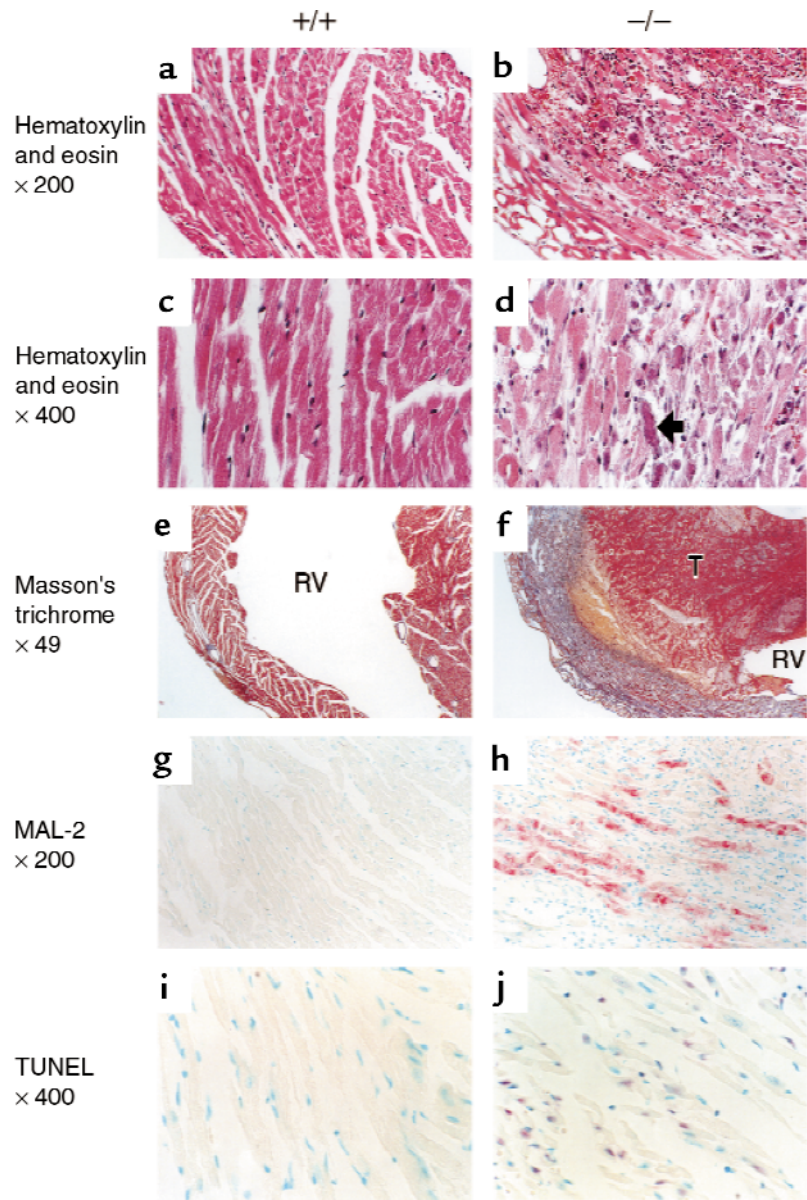 +/+ −/−
a b
Hematoxylin
and eosin
× 200
c d
Hematoxylin
and eosin
× 400
e f
RV T
RV
Masson's
trichrome
× 49
g h
MAL-2
× 200
i j
TUNEL
× 400